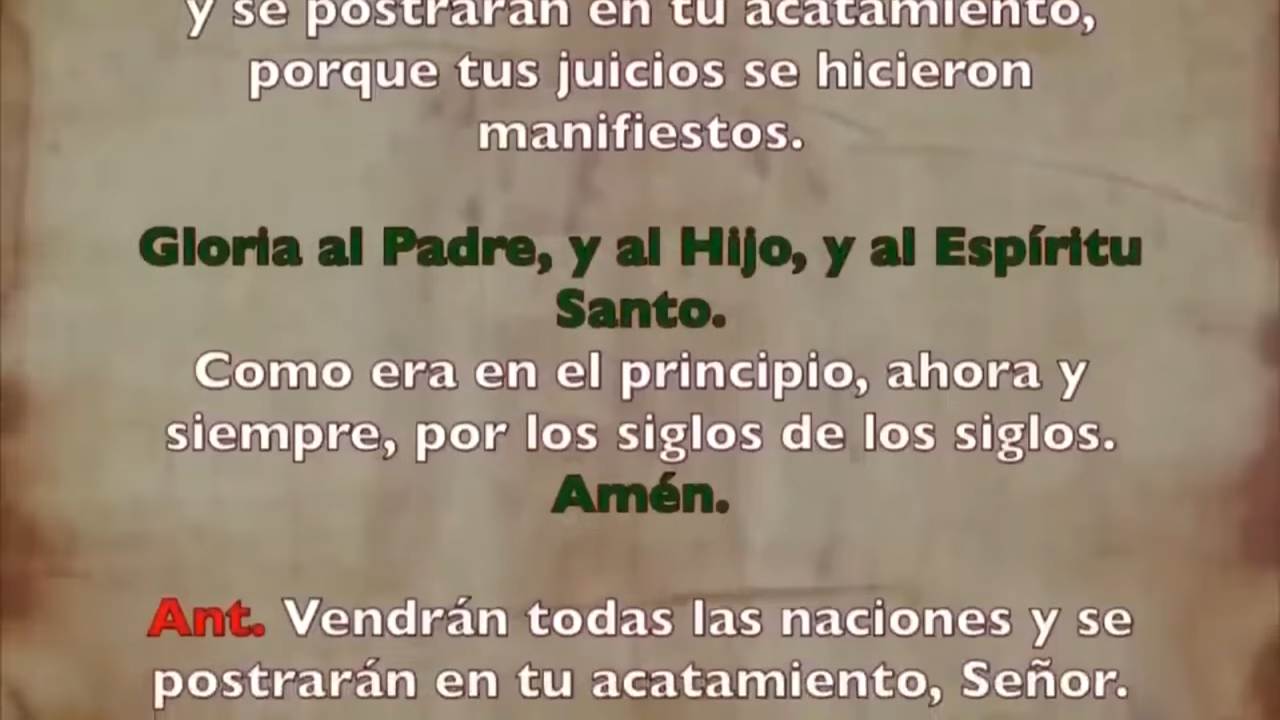 y se postrarán en tu acatamiento,
porque tus juicios se hicieron
manifiestos.
Gloria al Padre, y al Hijo, y al Espíritu
Santo.
Como era en el principio, ahora y
siempre, por los siglos de los siglos.
Amén.
Ant. Vendrán todas las naciones y se
postrarán en tu acatamiento, Señor.